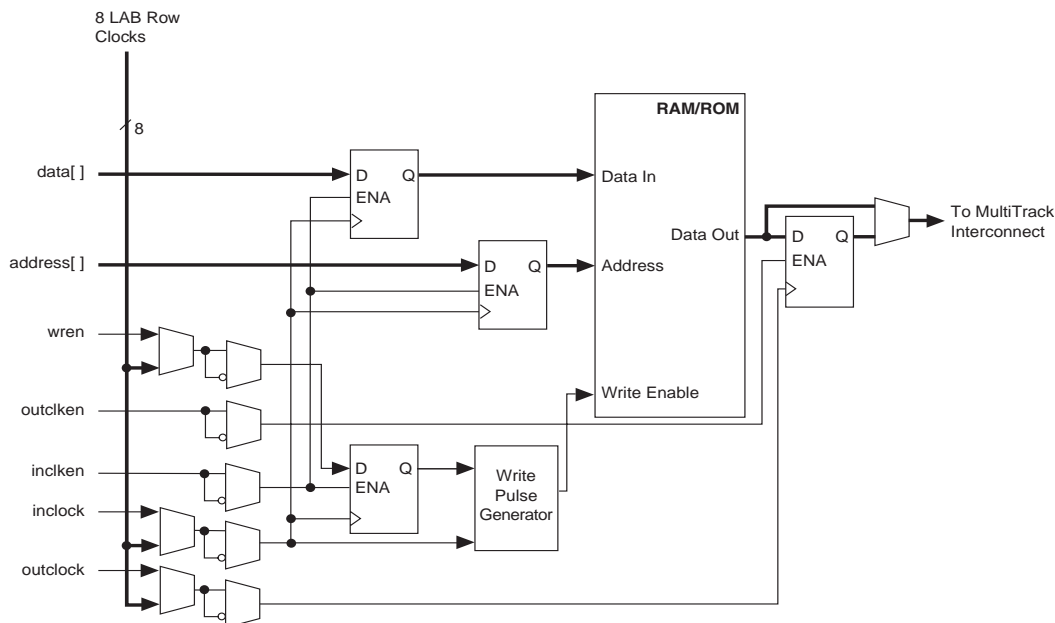 8 LAB Row
Clocks
8
RAM/ROM
data[ ]
D Q
ENA
Data In
To MultiTrack
Interconnect
Data Out
D Q
ENA
address[ ]
D Q
ENA
Address
wren
Write Enable
outclken
inclken
D Q
ENA
Write
Pulse
Generator
inclock
outclock